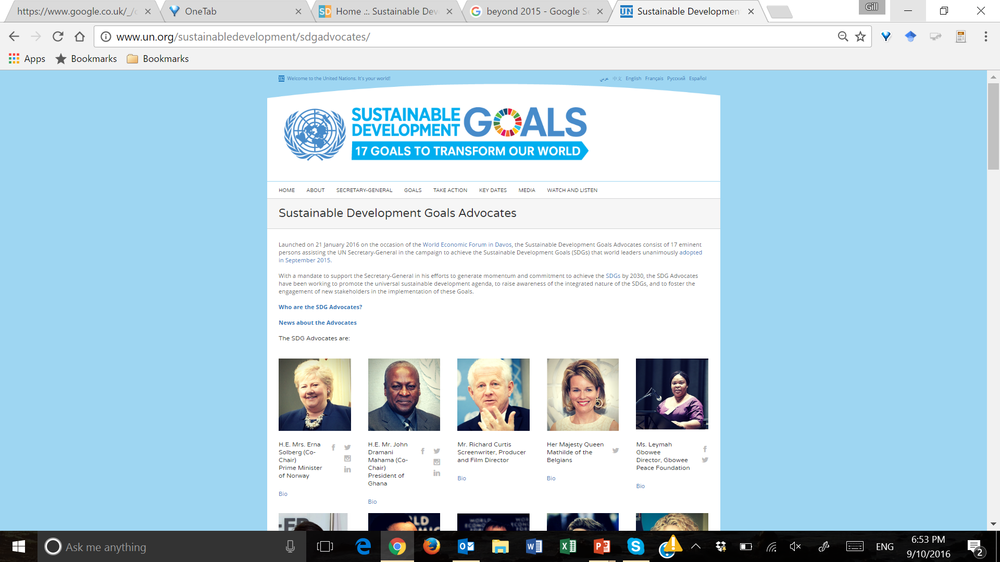 https://www.google.co.uk/_/c
OneTab
Home .:. Sustainable Dev
beyond 2015 - Google Se
Sustainable Developmen
Gill
www.un.org/sustainabledevelopment/sdgadvocates/
Apps
Bookmarks
Bookmarks
UN Welcome to the United Nations. It's your world!
عربي 中文 English Français Русский Español
SUSTAINABLE
DEVELOPMENT GOALS
17 GOALS TO TRANSFORM OUR WORLD
HOME ABOUT SECRETARY-GENERAL GOALS TAKE ACTION KEY DATES MEDIA WATCH AND LISTEN
Sustainable Development Goals Advocates
Launched on 21 January 2016 on the occasion of the World Economic Forum in Davos, the Sustainable Development Goals Advocates consist of 17 eminent
persons assisting the UN Secretary-General in the campaign to achieve the Sustainable Development Goals (SDGs) that world leaders unanimously adopted
in September 2015.
With a mandate to support the Secretary-General in his efforts to generate momentum and commitment to achieve the SDGs by 2030, the SDG Advocates
have been working to promote the universal sustainable development agenda, to raise awareness of the integrated nature of the SDGs, and to foster the
engagement of new stakeholders in the implementation of these Goals.
Who are the SDG Advocates?
News about the Advocates
The SDG Advocates are:
H.E. Mrs. Erna
Solberg (Co-
Chair)
Prime Minister
of Norway
Bio
H.E. Mr. John
Dramani
Mahama (Co-
Chair)
President of
Ghana
Bio
Mr. Richard Curtis
Screenwriter, Producer
and Film Director
Bio
Her Majesty Queen
Mathilde of the
Belgians
Bio
Ms. Leymah
Gbowee
Director, Gbowee
Peace Foundation
Bio
Ask me anything
ENG
6:53 PM
9/10/2016
2